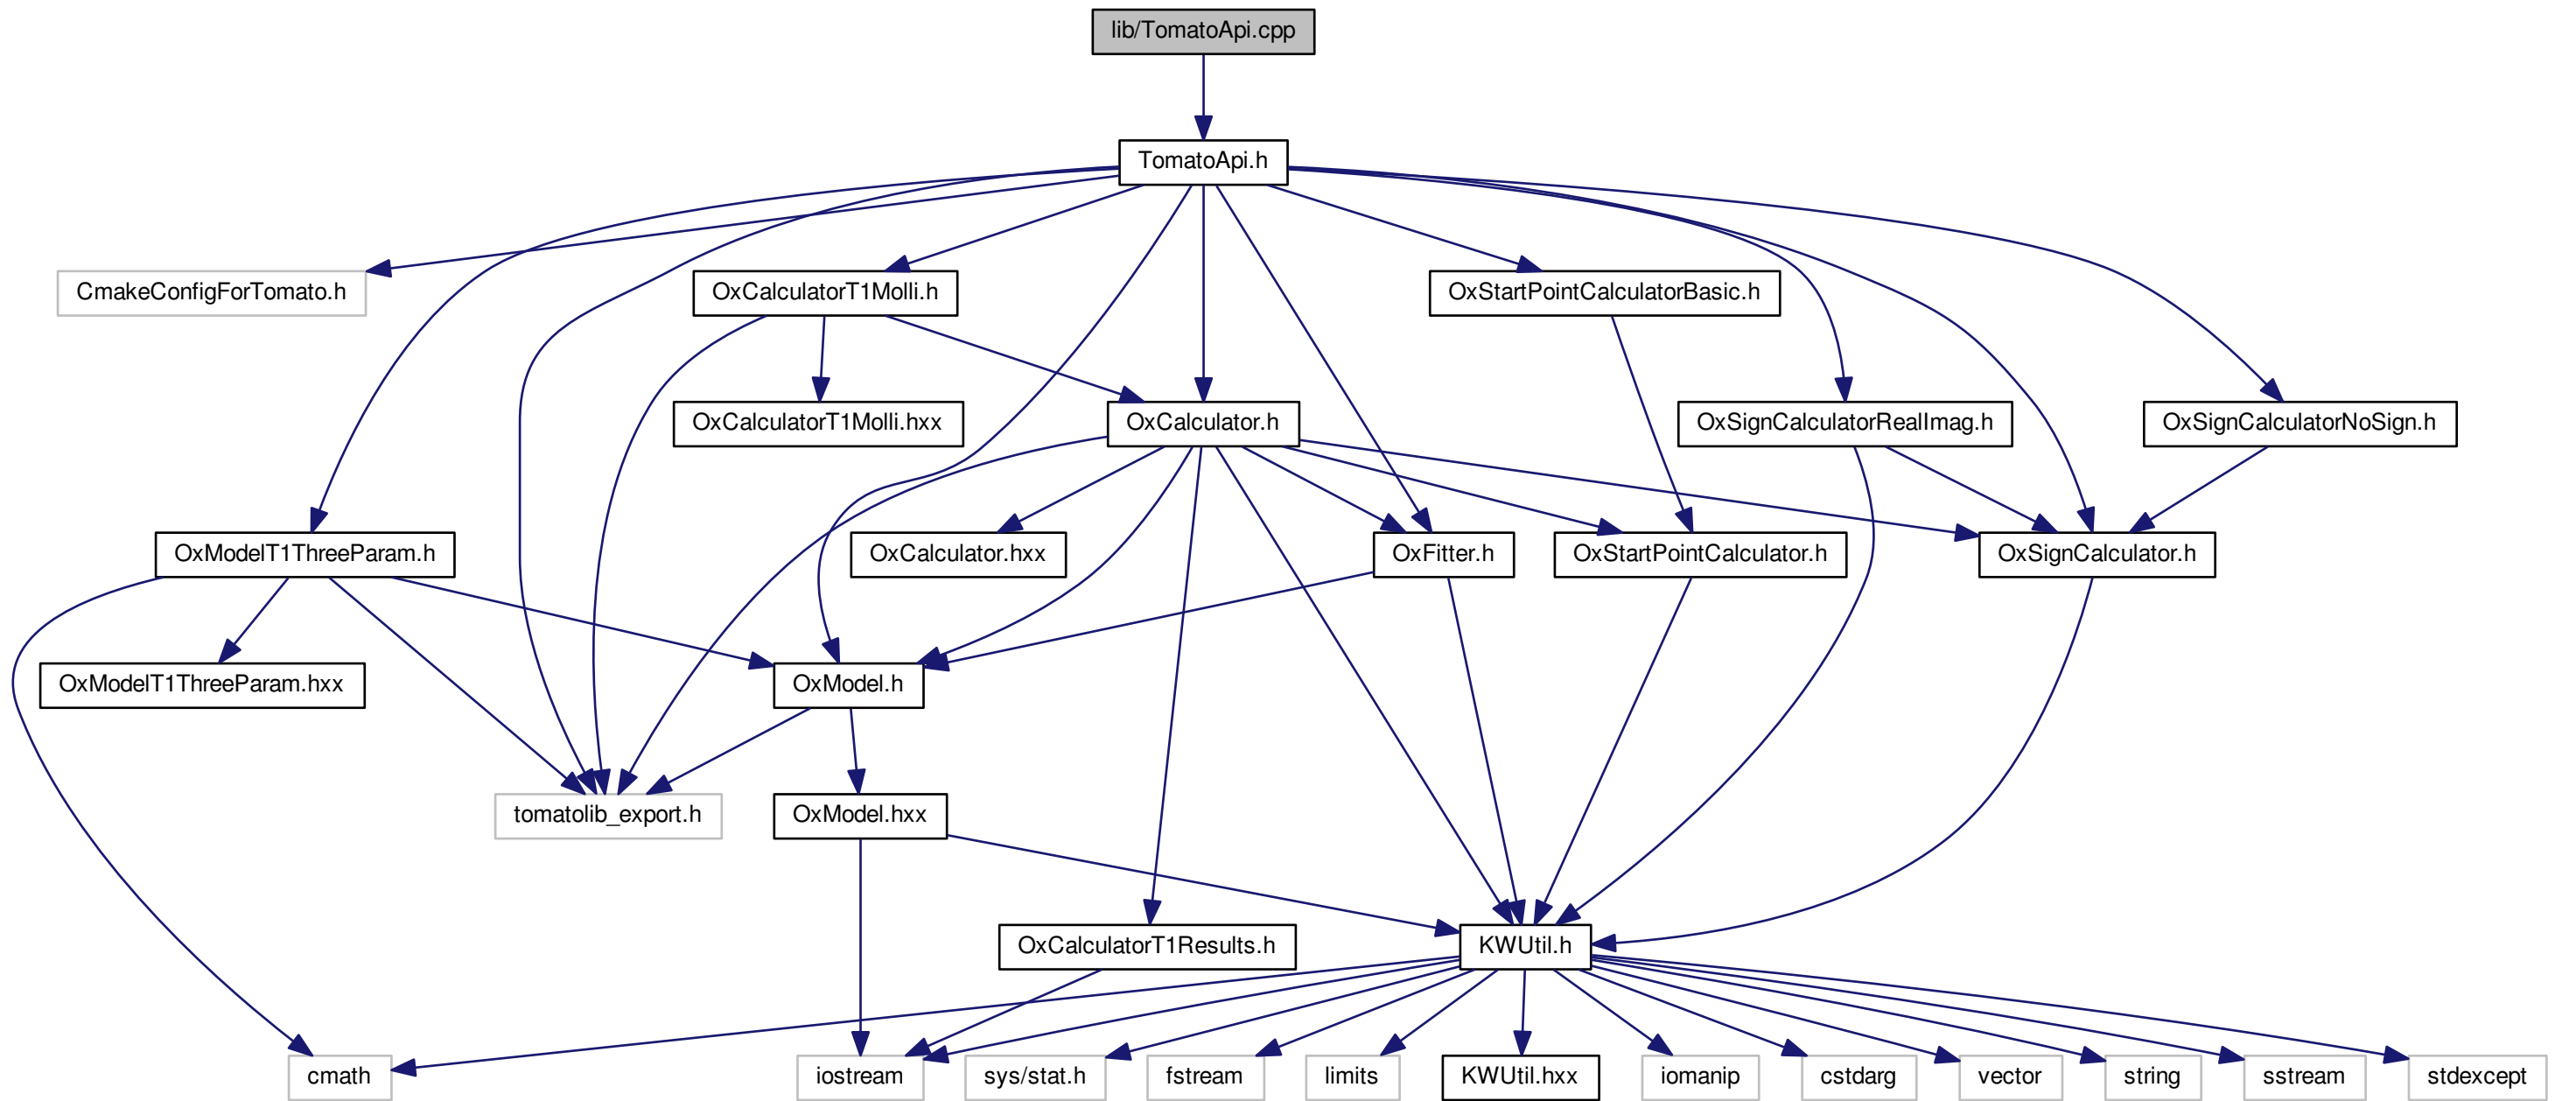 lib/TomatoApi.cpp
TomatoApi.h
CmakeConfigForTomato.h
OxCalculatorT1Molli.h
OxStartPointCalculatorBasic.h
OxCalculatorT1Molli.hxx
OxCalculator.h
OxSignCalculatorRealImag.h
OxSignCalculatorNoSign.h
OxModelT1ThreeParam.h
OxCalculator.hxx
OxFitter.h
OxStartPointCalculator.h
OxSignCalculator.h
OxModelT1ThreeParam.hxx
OxModel.h
tomatolib_export.h
OxModel.hxx
OxCalculatorT1Results.h
KWUtil.h
cmath
iostream
sys/stat.h
fstream
limits
KWUtil.hxx
iomanip
cstdarg
vector
string
sstream
stdexcept